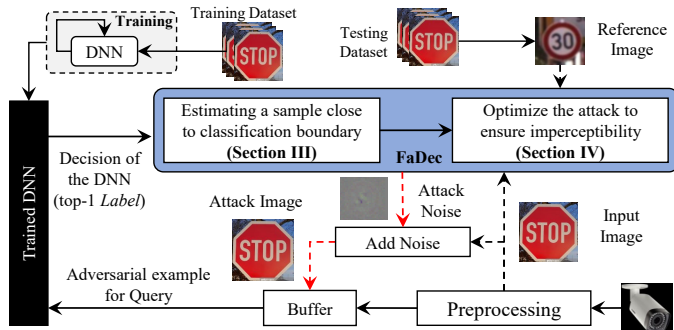 Training
DNN
Training Dataset
STOP
Testing
Dataset
STOP
30
Reference
Image
Estimating a sample close
to classification boundary
(Section III)
Optimize the attack to
ensure imperceptibility
(Section IV)
FaDec
Trained DNN
Decision of
the DNN
(top-1 Label)
Attack Image
STOP
Attack
Noise
Add Noise
STOP
Input
Image
Adversarial example
for Query
Buffer
Preprocessing